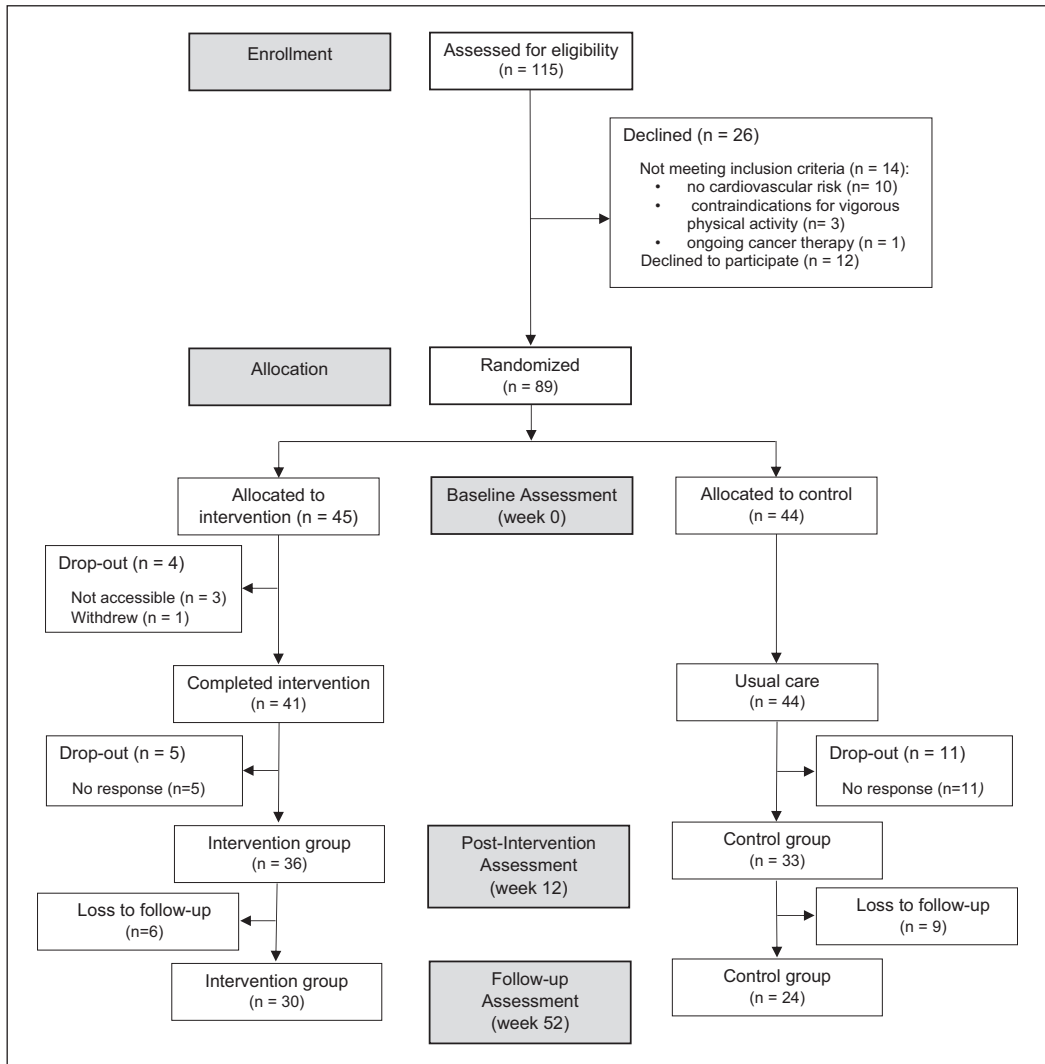 Enrollment
Assessed for eligibility
(n = 115)
Declined (n = 26)
Not meeting inclusion criteria (n = 14):
• no cardiovascular risk (n= 10)
• contraindications for vigorous
physical activity (n= 3)
• ongoing cancer therapy (n = 1)
Declined to participate (n = 12)
Allocation
Randomized
(n = 89)
Allocated to
intervention (n = 45)
Baseline Assessment
(week 0)
Allocated to control
(n = 44)
Drop-out (n = 4)
Not accessible (n = 3)
Withdrew (n = 1)
Completed intervention
(n = 41)
Usual care
(n = 44)
Drop-out (n = 5)
No response (n=5)
Drop-out (n = 11)
No response (n=11)
Intervention group
(n = 36)
Post-Intervention
Assessment
(week 12)
Control group
(n = 33)
Loss to follow-up
(n=6)
Loss to follow-up
(n = 9)
Intervention group
(n = 30)
Follow-up
Assessment
(week 52)
Control group
(n = 24)